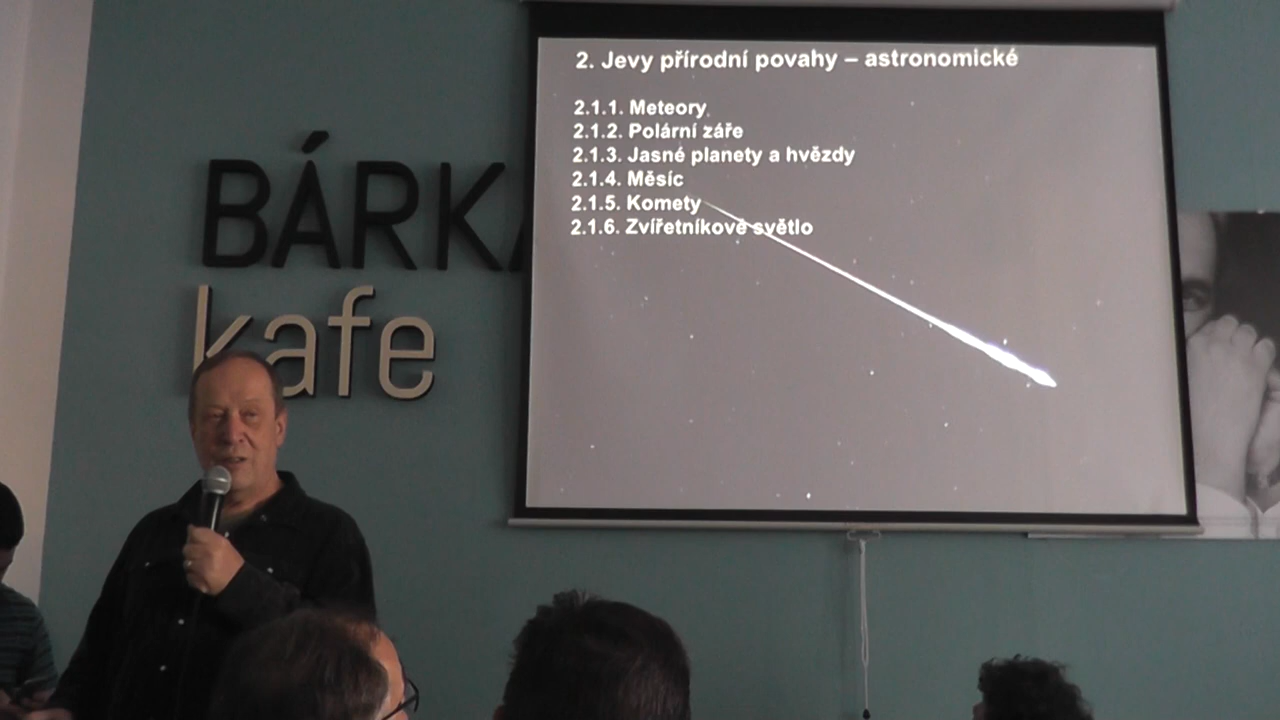 BÁRKA
kafe
2. Jevy přírodní povahy – astronomické
2.1.1. Meteory
2.1.2. Polární záře
2.1.3. Jasné planety a hvězdy
2.1.4. Měsíc
2.1.5. Komety
2.1.6. Zvířetníkové světlo